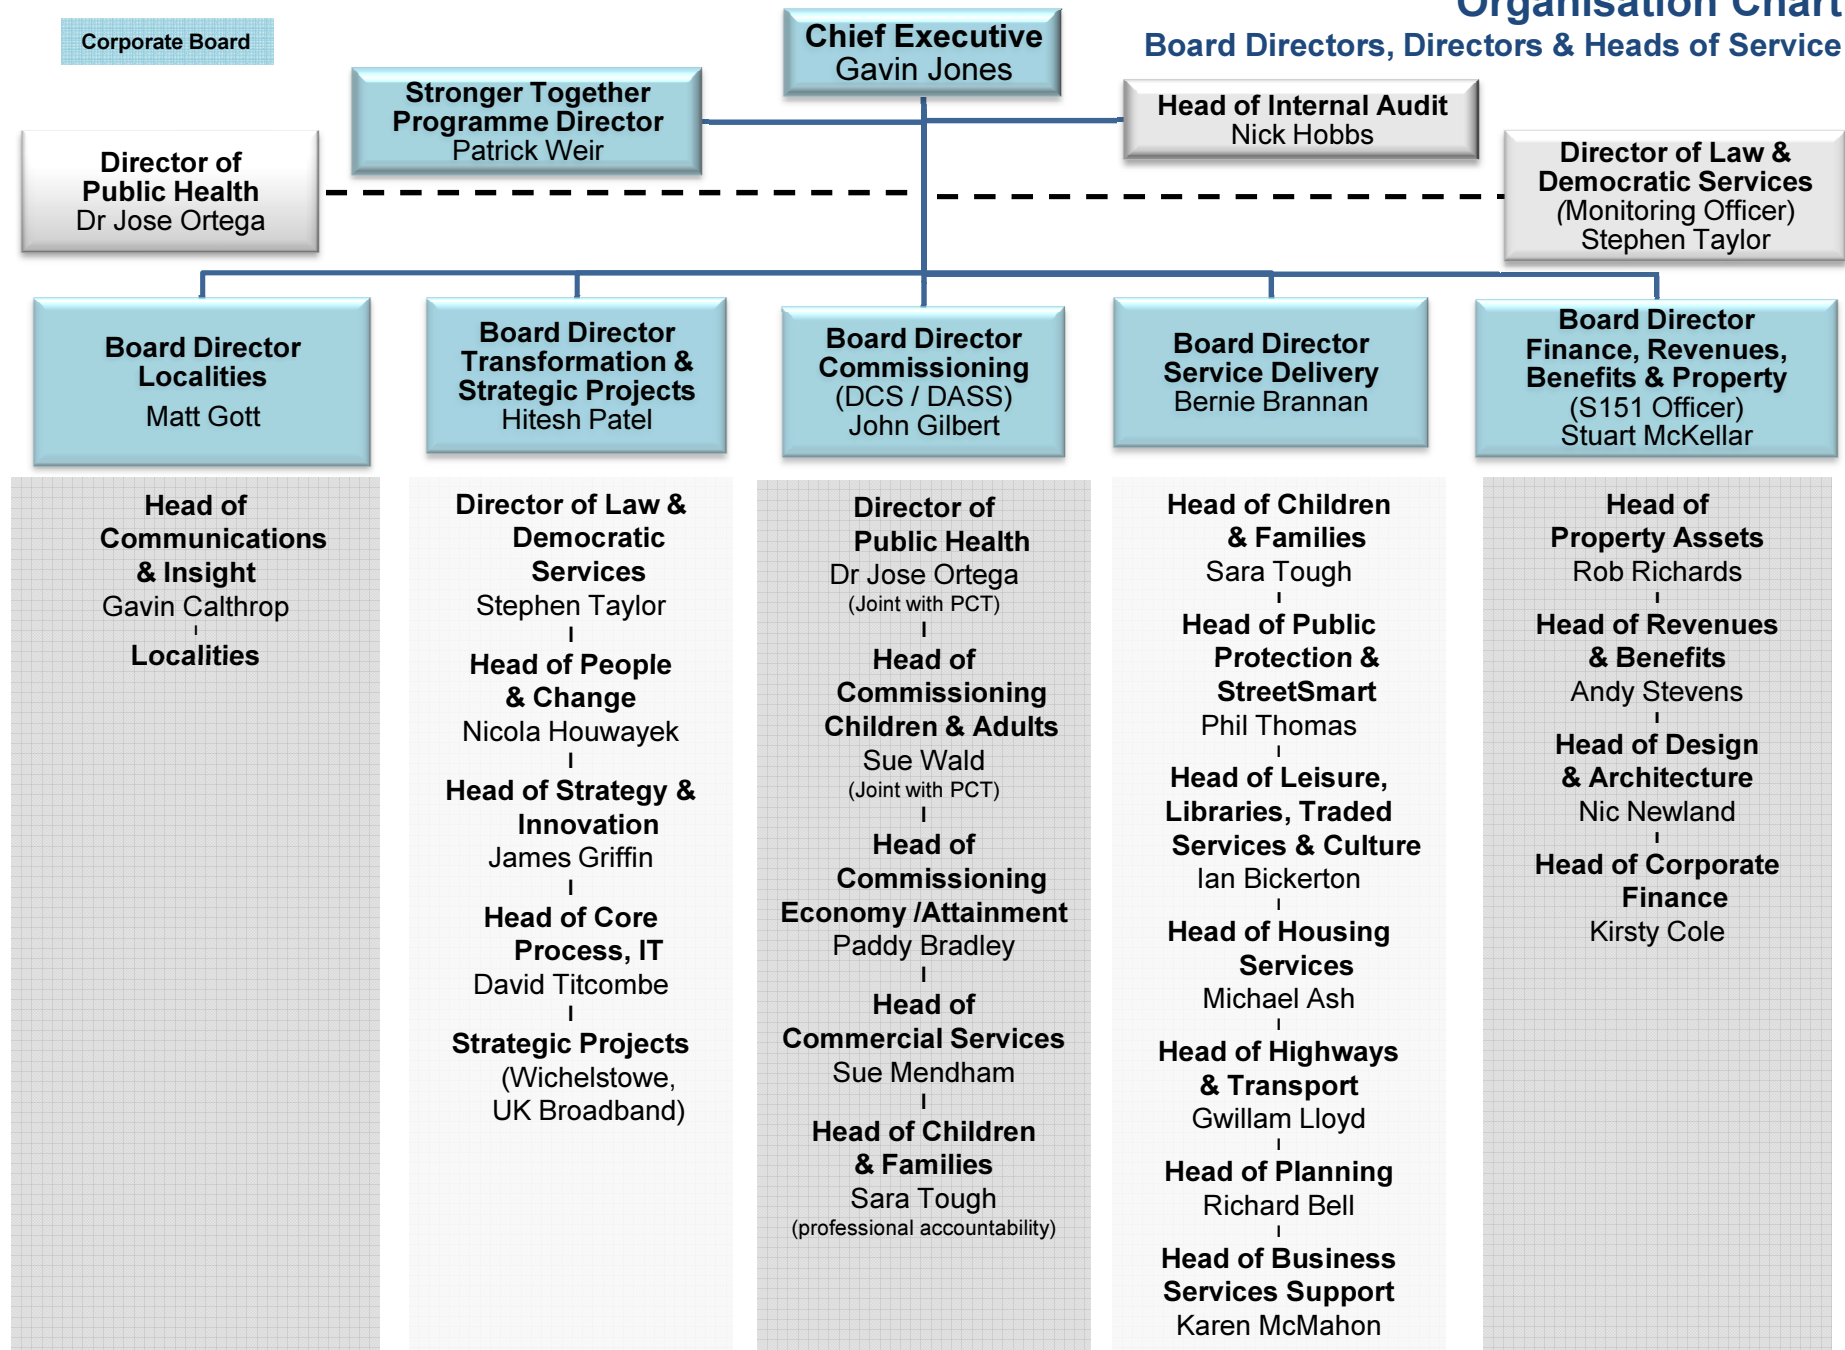 Organisation Chart
Board Directors, Directors & Heads of Service
Corporate Board
Chief Executive
Gavin Jones
Stronger Together
Programme Director
Patrick Weir
Head of Internal Audit
Nick Hobbs
Director of
Public Health
Dr Jose Ortega
Director of Law &
Democratic Services
(Monitoring Officer)
Stephen Taylor
Board Director
Localities
Matt Gott
Board Director
Transformation &
Strategic Projects
Hitesh Patel
Board Director
Commissioning
(DCS / DASS)
John Gilbert
Board Director
Service Delivery
Bernie Brannan
Board Director
Finance, Revenues,
Benefits & Property
(S151 Officer)
Stuart McKellar
Head of
Communications
& Insight
Gavin Calthrop
Localities
Director of Law &
Democratic
Services
Stephen Taylor
Head of People
& Change
Nicola Houwayek
Head of Strategy &
Innovation
James Griffin
Head of Core
Process, IT
David Titcombe
Strategic Projects
(Wichelstowe,
UK Broadband)
Director of
Public Health
Dr Jose Ortega
(Joint with PCT)
Head of
Commissioning
Children & Adults
Sue Wald
(Joint with PCT)
Head of
Commissioning
Economy /Attainment
Paddy Bradley
Head of
Commercial Services
Sue Mendham
Head of Children
& Families
Sara Tough
(professional accountability)
Head of Children
& Families
Sara Tough
Head of Public
Protection &
StreetSmart
Phil Thomas
Head of Leisure,
Libraries, Traded
Services & Culture
Ian Bickerton
Head of Housing
Services
Michael Ash
Head of Highways
& Transport
Gwillam Lloyd
Head of Planning
Richard Bell
Head of Business
Services Support
Karen McMahon
Head of
Property Assets
Rob Richards
Head of Revenues
& Benefits
Andy Stevens
Head of Design
& Architecture
Nic Newland
Head of Corporate
Finance
Kirsty Cole